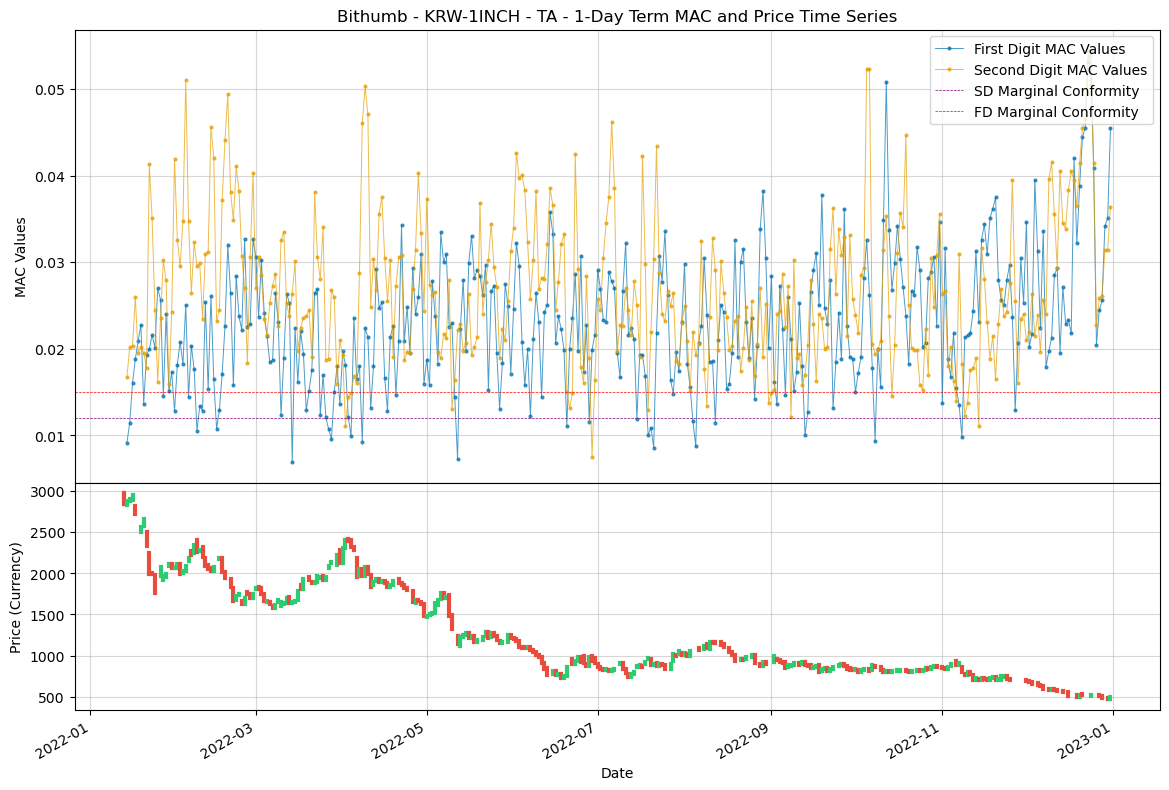 Bithumb - KRW-1INCH - TA - 1-Day Term MAC and Price Time Series
First Digit MAC Values
Second Digit MAC Values
SD Marginal Conformity
FD Marginal Conformity
0.05
0.04
0.03
0.02
0.01
MAC Values
3000
2500
2000
1500
1000
500
Price (Currency)
2022-01
2022-03
2022-05
2022-07
2022-09
2022-11
2023-01
Date